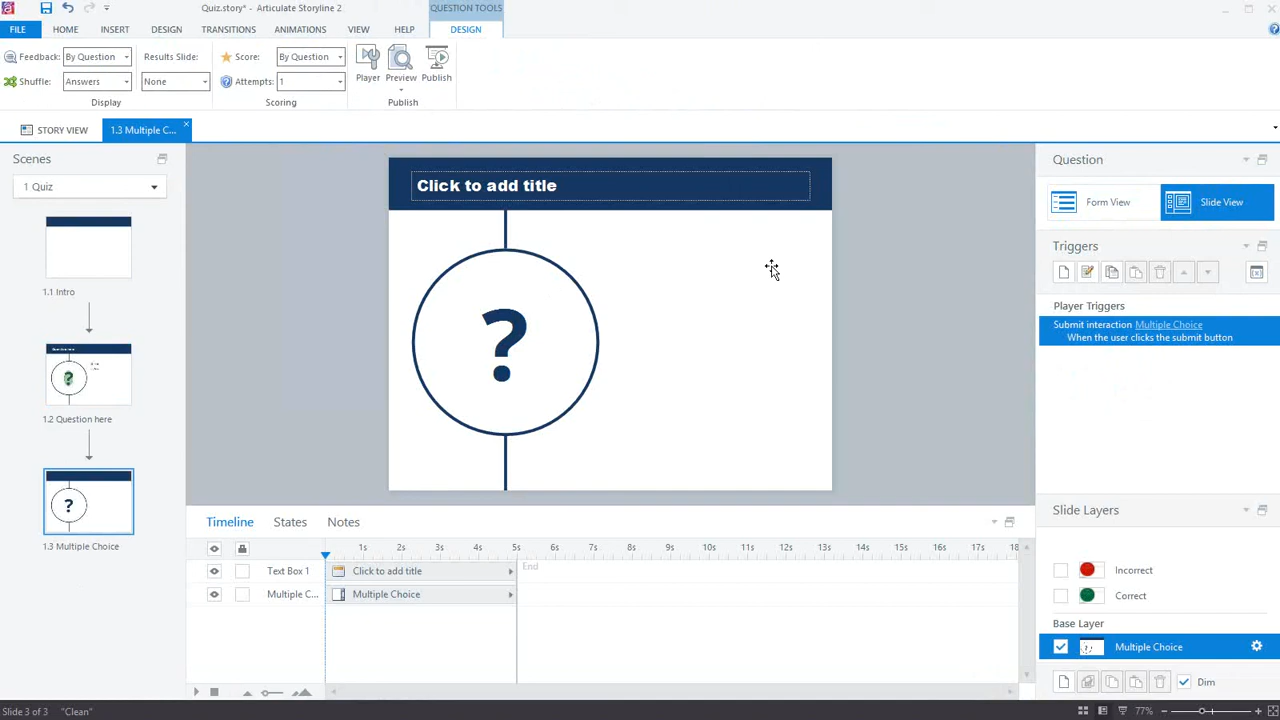 Quiz.story* - Articulate Storyline 2
QUESTION TOOLS
FILE HOME INSERT DESIGN TRANSITIONS ANIMATIONS VIEW HELP DESIGN
Feedback: By Question Results Slide: Score: By Question
Shuffle: Answers None Attempts: 1
Player Preview Publish
Display Scoring Publish
STORY VIEW 1.3 Multiple C...
Scenes
1 Quiz
1.1 Intro
1.2 Question here
1.3 Multiple Choice
Click to add title
?
Question
Form View Slide View
Triggers
Player Triggers
Submit interaction Multiple Choice
When the user clicks the submit button
Timeline States Notes
1s 2s 3s 4s 5s 6s 7s 8s 9s 10s 11s 12s 13s 14s 15s 16s 17s 18
Text Box 1 Click to add title End
Multiple C... Multiple Choice
Slide Layers
Incorrect
Correct
Base Layer
Multiple Choice
Dim
Slide 3 of 3 "Clean" 77%